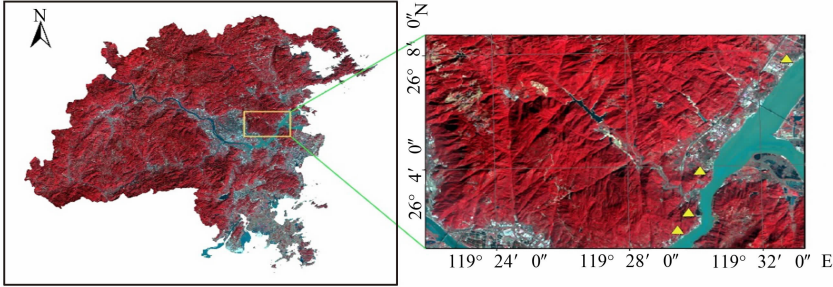 N
26° 8′ 0″ N
26° 4′ 0″
119° 24′ 0″ 119° 28′ 0″ 119° 32′ 0″ E